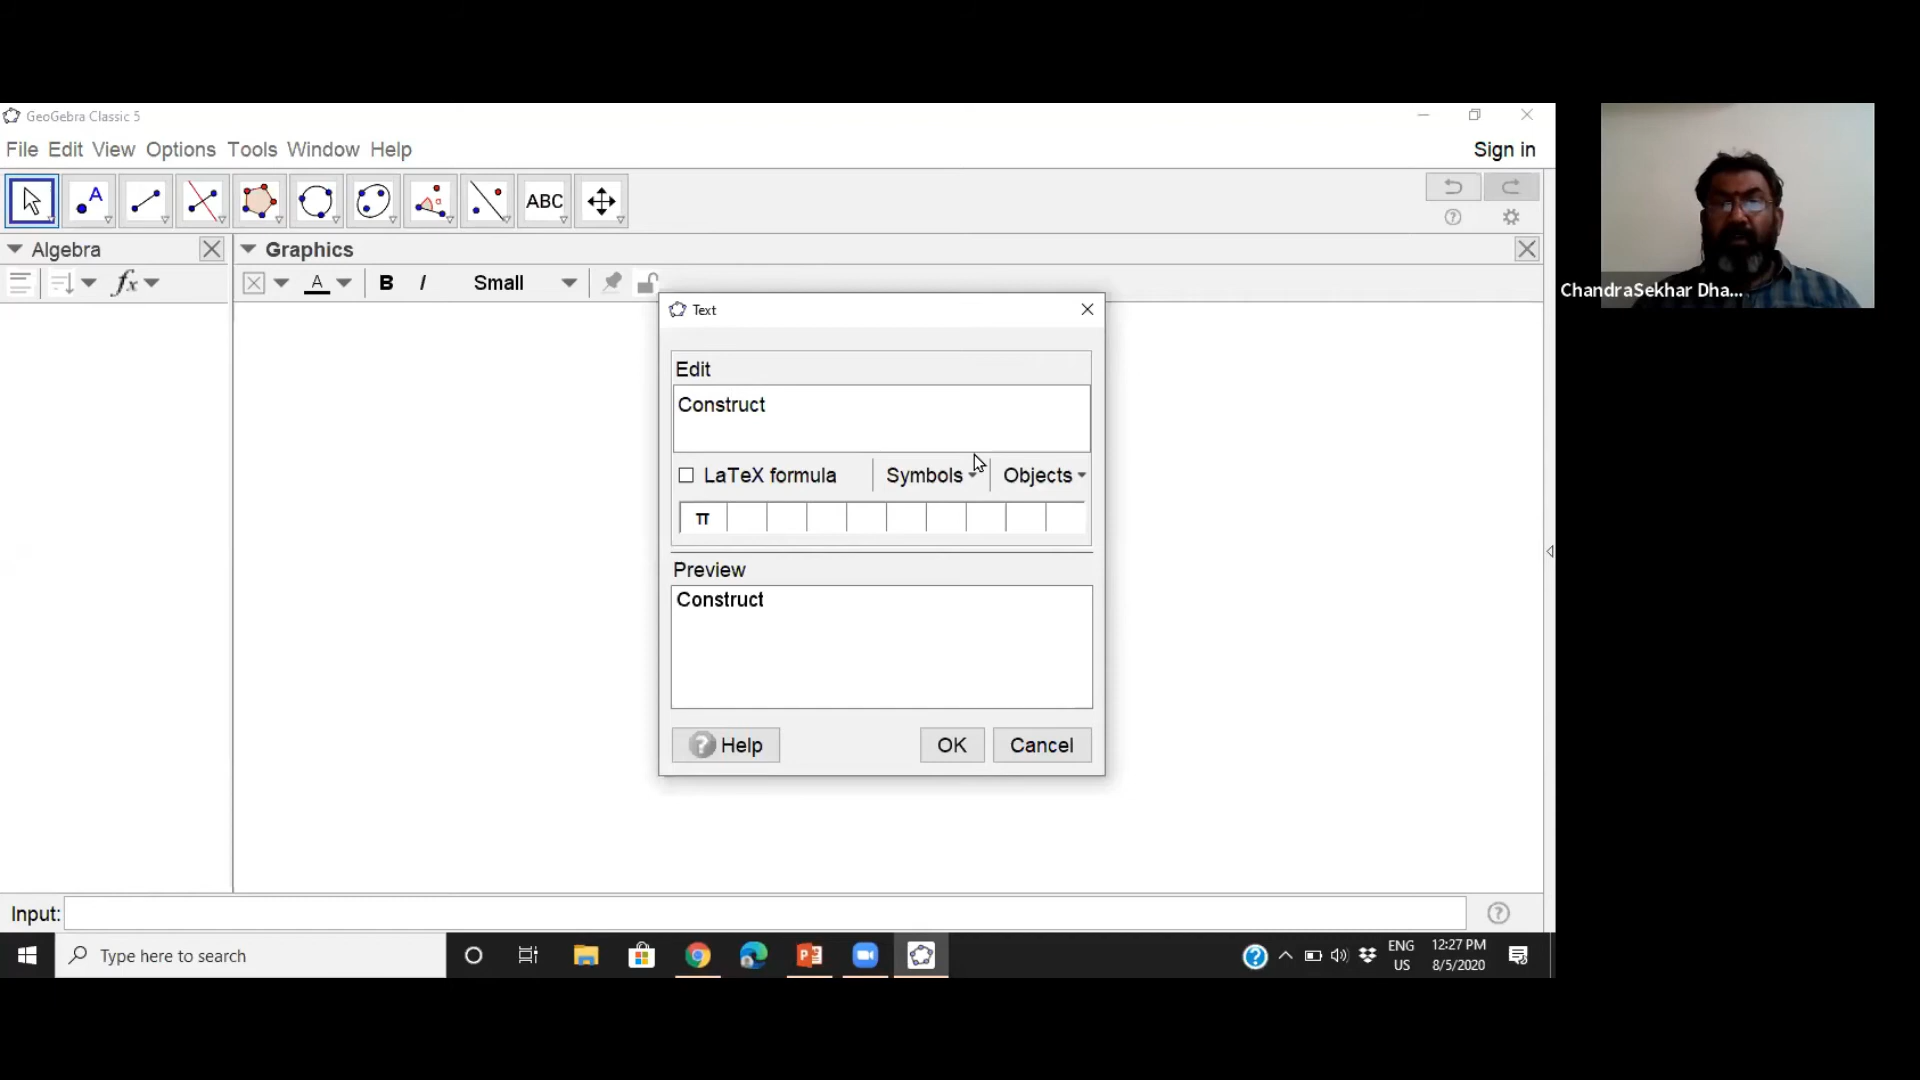 GeoGebra Classic 5
File Edit View Options Tools Window Help
Sign in
A
ABC
Algebra
Graphics
fx
A B I Small
Text
Edit
Construct
LaTeX formula Symbols Objects
π
Preview
Construct
Help OK Cancel
ChandraSekhar Dha...
Input:
Type here to search
ENG
US
12:27 PM
8/5/2020